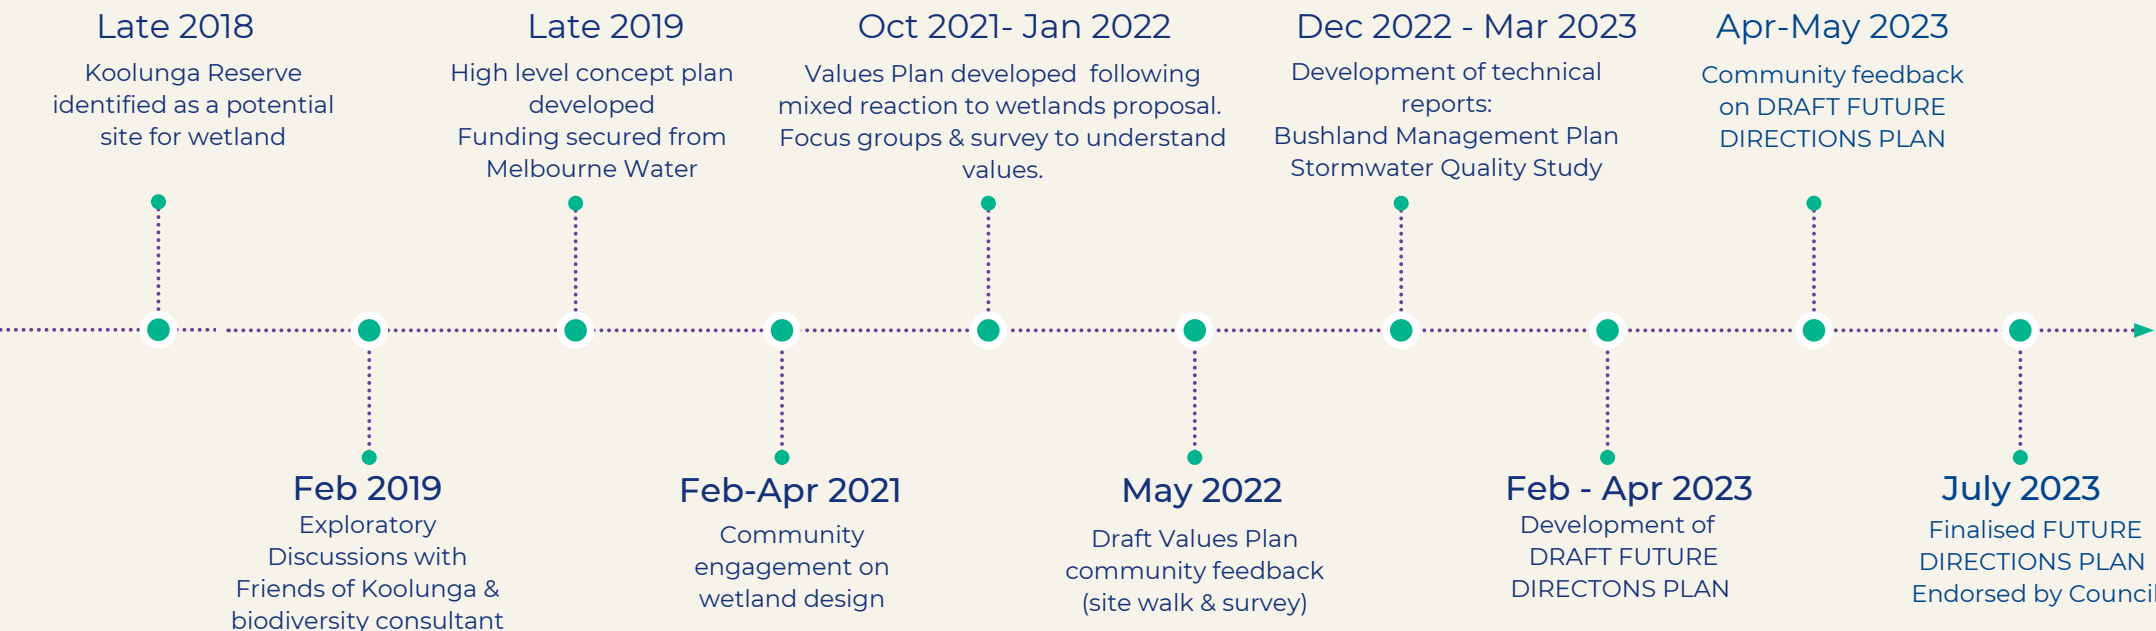 Late 2018
Koolunga Reserve
identified as a potential
site for wetland
Late 2019
High level concept plan
developed
Funding secured from
Melbourne Water
Oct 2021- Jan 2022
Values Plan developed  following
mixed reaction to wetlands proposal.
Focus groups & survey to understand
values.
Dec 2022 - Mar 2023
Development of technical
reports:
Bushland Management Plan
Stormwater Quality Study
Apr-May 2023
Community feedback
on DRAFT FUTURE
DIRECTIONS PLAN
Feb 2019
Exploratory
Discussions with
Friends of Koolunga &
biodiversity consultant
Feb-Apr 2021
Community
engagement on
wetland design
May 2022
Draft Values Plan
community feedback
(site walk & survey)
Feb - Apr 2023
Development of
DRAFT FUTURE
DIRECTONS PLAN
July 2023
Finalised FUTURE
DIRECTIONS PLAN
Endorsed by Council